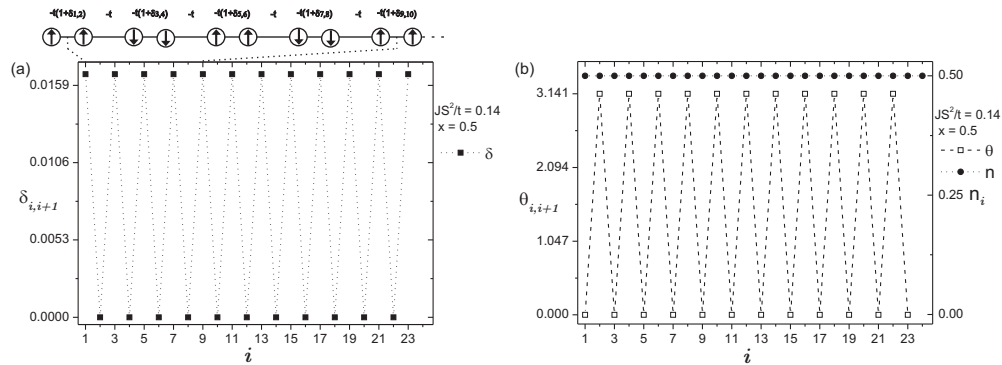 -t(1+δ1,2) -t -t(1+δ3,4) -t -t(1+δ5,6) -t -t(1+δ7,8) -t -t(1+δ9,10)
(a)
0.0159
0.0106
0.0053
0.0000
δi,i+1
JS²/t = 0.14
x = 0.5
δ
1 3 5 7 9 11 13 15 17 19 21 23
i
(b)
3.141
2.094
1.047
0.000
θi,i+1
0.50
0.25
0.00
ni
JS²/t = 0.14
x = 0.5
θ
n
1 3 5 7 9 11 13 15 17 19 21 23
i